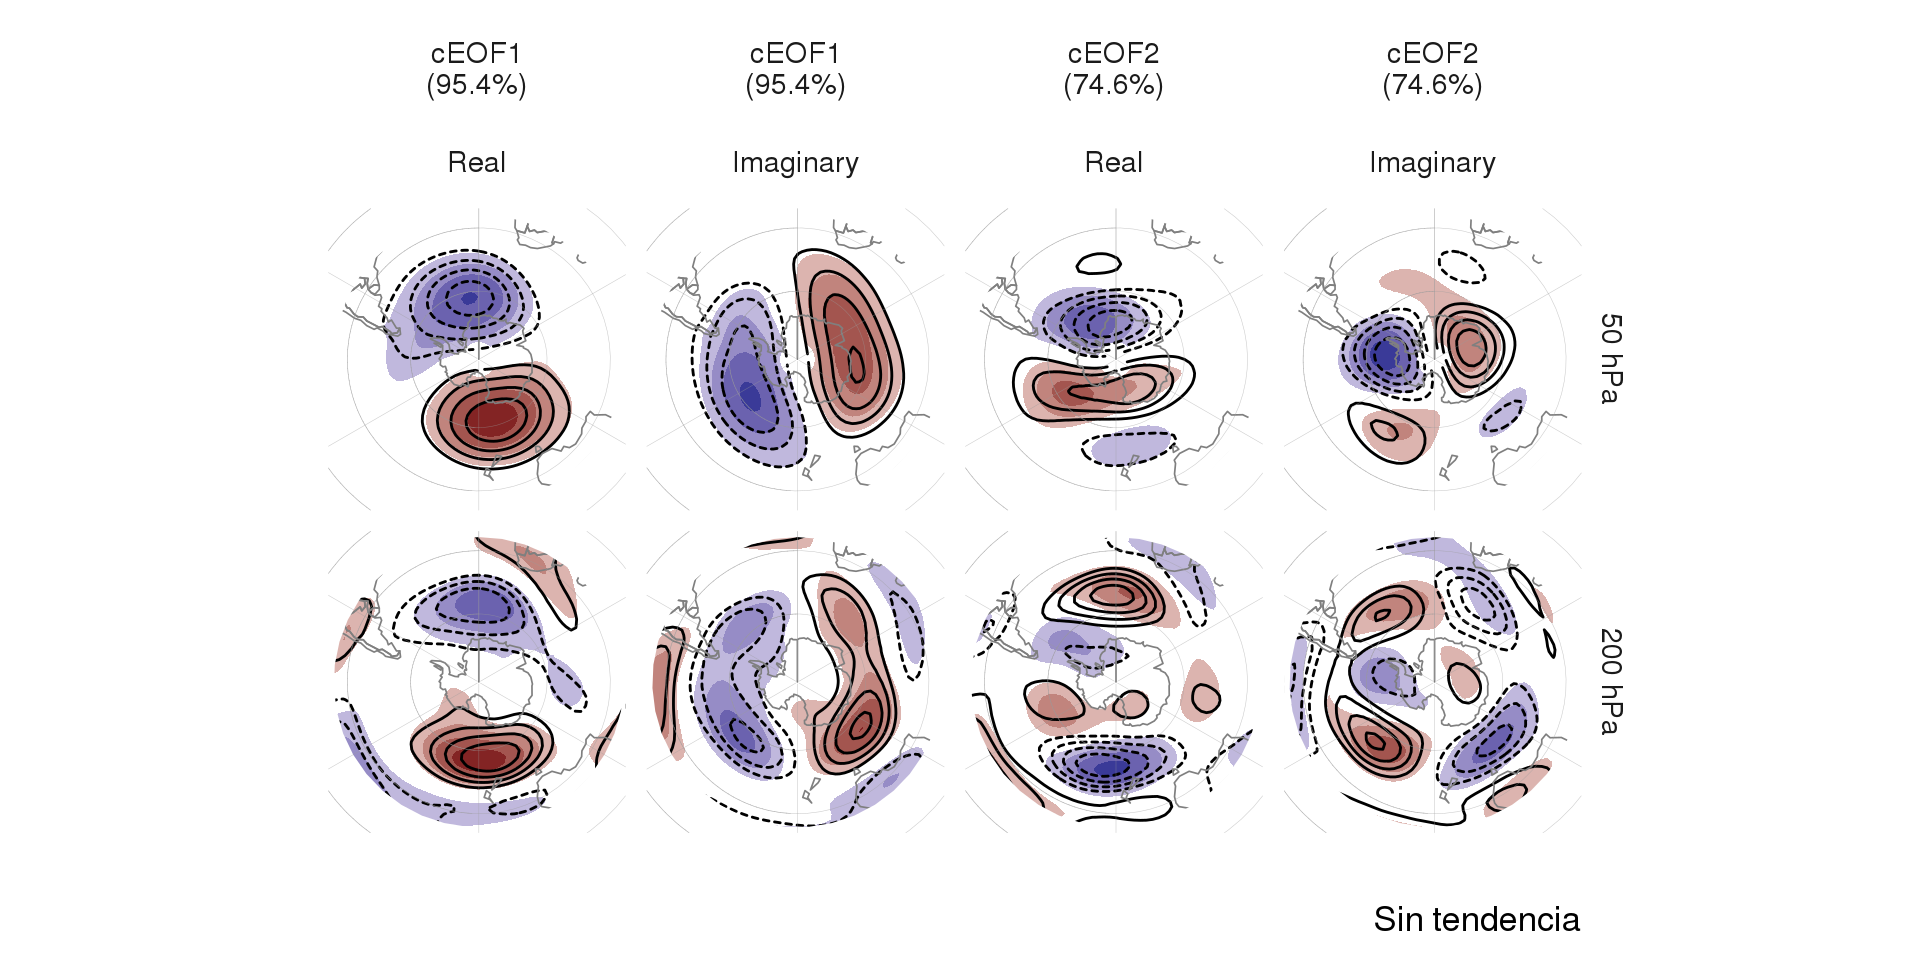 cEOF1
(95.4%)
cEOF1
(95.4%)
cEOF2
(74.6%)
cEOF2
(74.6%)
Real
Imaginary
Real
Imaginary
50 hPa
200 hPa
Sin tendencia